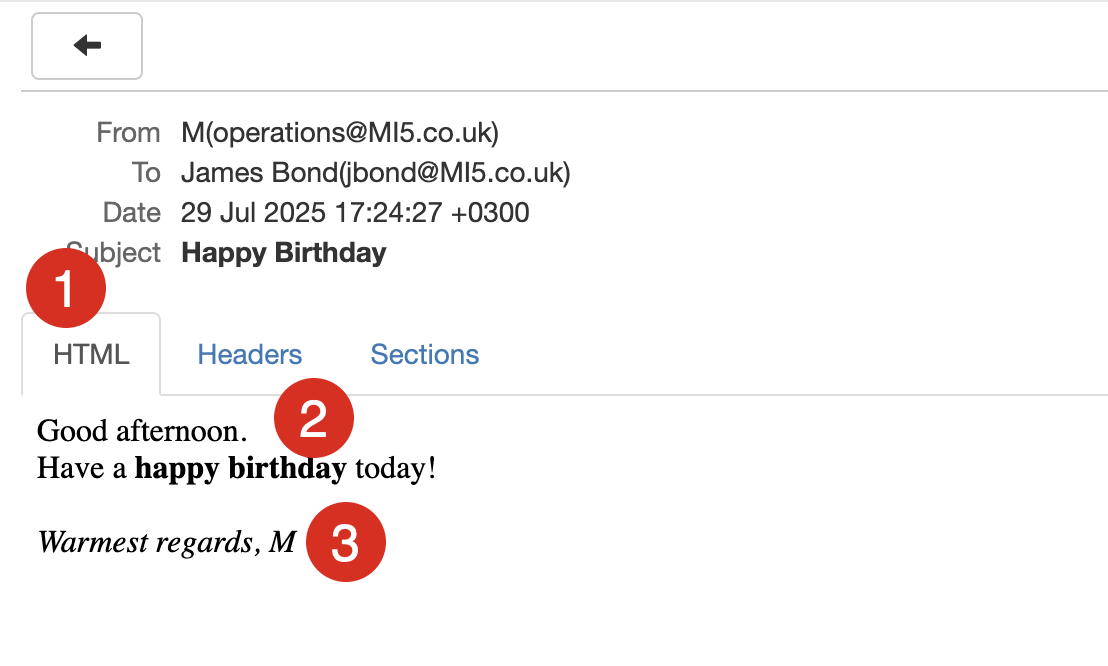 From M(operations@MI5.co.uk)
To James Bond(jbond@MI5.co.uk)
Date 29 Jul 2025 17:24:27 +0300
Subject Happy Birthday
1
HTML Headers Sections
2
Good afternoon.
Have a happy birthday today!
Warmest regards, M 3